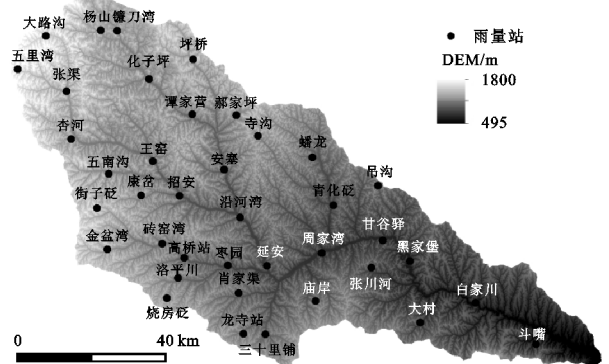 杨山 镰刀湾
大路沟
雨量站
五里湾
坪桥
化子坪
DEM/m
张渠
1800
谭家营
郝家坪
495
杏河
寺沟
王窑
蟠龙
五南沟
安塞
吊沟
街子砭
康岔
招安
青化砭
沿河湾
甘谷驿
金盆湾
砖窑湾
周家湾
高桥站
枣园
延安
黑家堡
洛平川
肖家渠
张川河
庙岸
白家川
烧房砭
大村
龙寺站
斗嘴
三十里铺
0
40 km